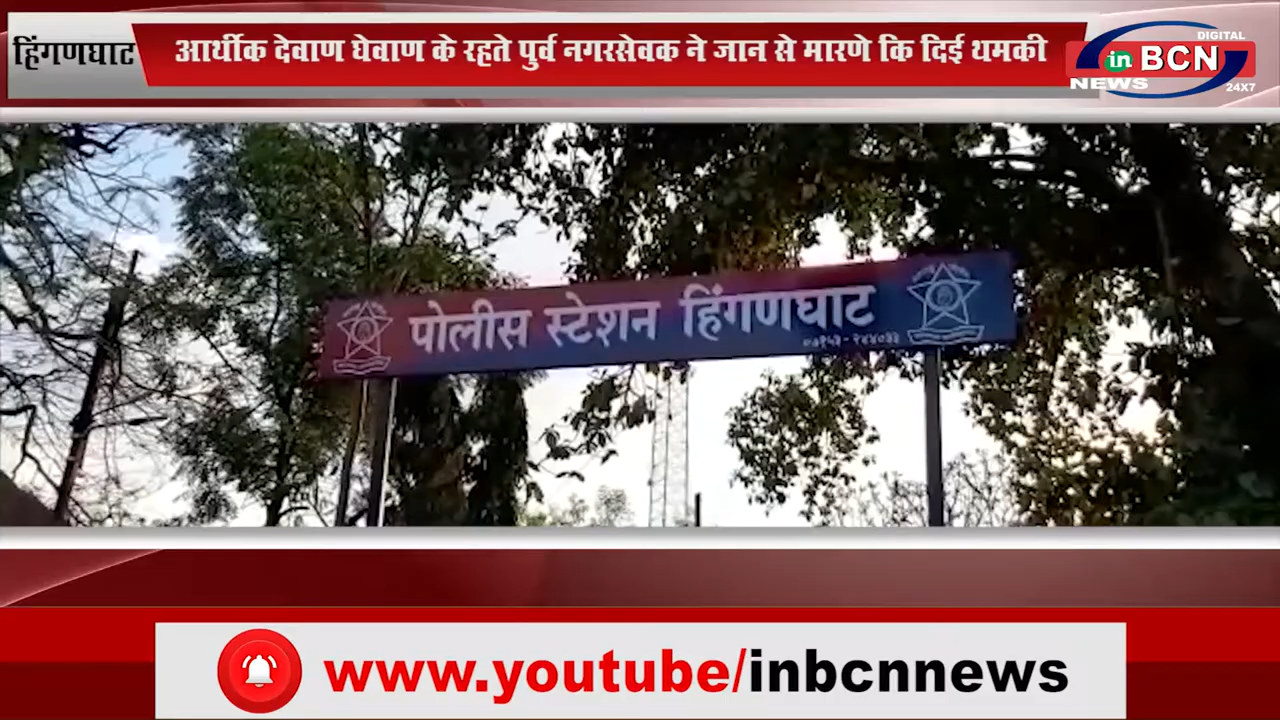 हिंगणघाट
आर्थीक देवाण घेवाण के रहते पुर्व नगरसेवक ने जान से मारणे कि दिई धमकी
DIGITAL
in BCN
NEWS
24X7
पोलीस स्टेशन हिंगणघाट
www.youtube/inbcnnews